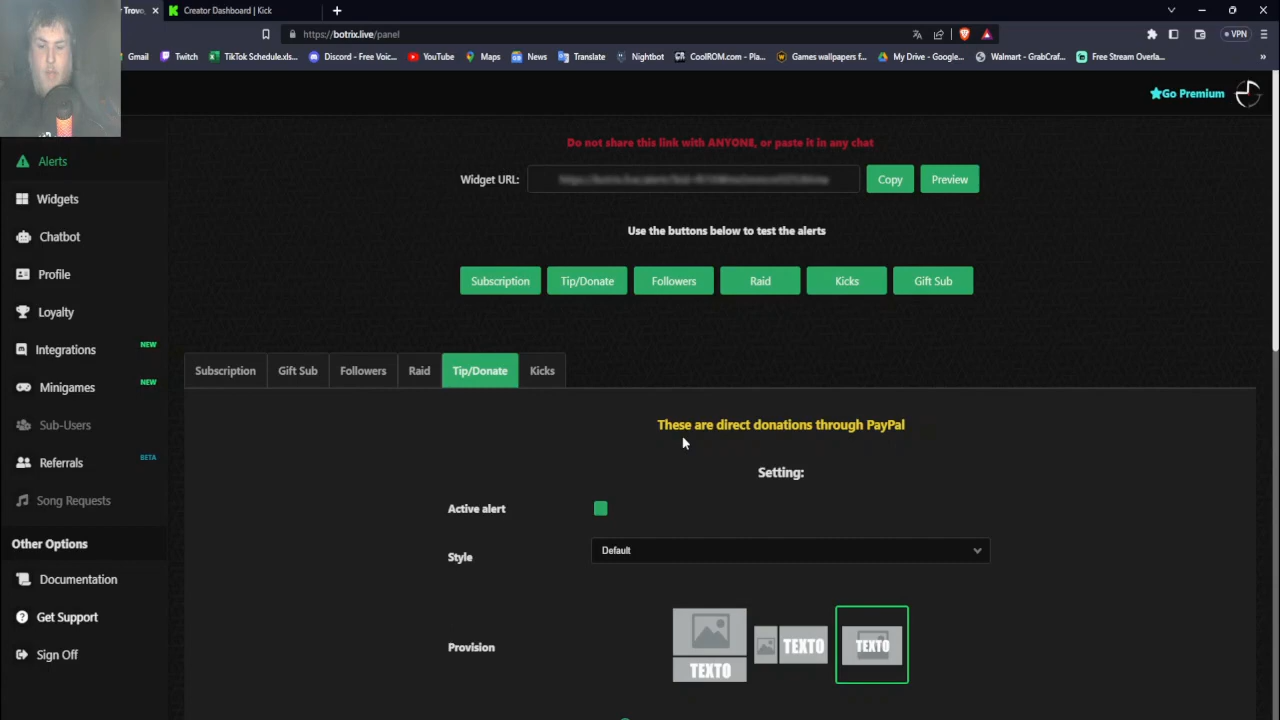 Trovo,
Creator Dashboard | Kick
https://botrix.live/panel
VPN
Gmail
Twitch
TikTok Schedule.xls...
Discord - Free Voic...
YouTube
Maps
News
Translate
Nightbot
CoolROM.com - Pla...
Games wallpapers f...
My Drive - Google...
Walmart - GrabCraf...
Free Stream Overla...
Go Premium
Do not share this link with ANYONE, or paste it in any chat
Alerts
Widget URL:
Copy
Preview
Widgets
Use the buttons below to test the alerts
Chatbot
Profile
Subscription
Tip/Donate
Followers
Raid
Kicks
Gift Sub
Loyalty
Integrations
NEW
Subscription
Gift Sub
Followers
Raid
Tip/Donate
Kicks
Minigames
NEW
Sub-Users
These are direct donations through PayPal
Referrals
BETA
Setting:
Song Requests
Active alert
Other Options
Style
Default
Documentation
Get Support
Provision
TEXTO
TEXTO
TEXTO
Sign Off